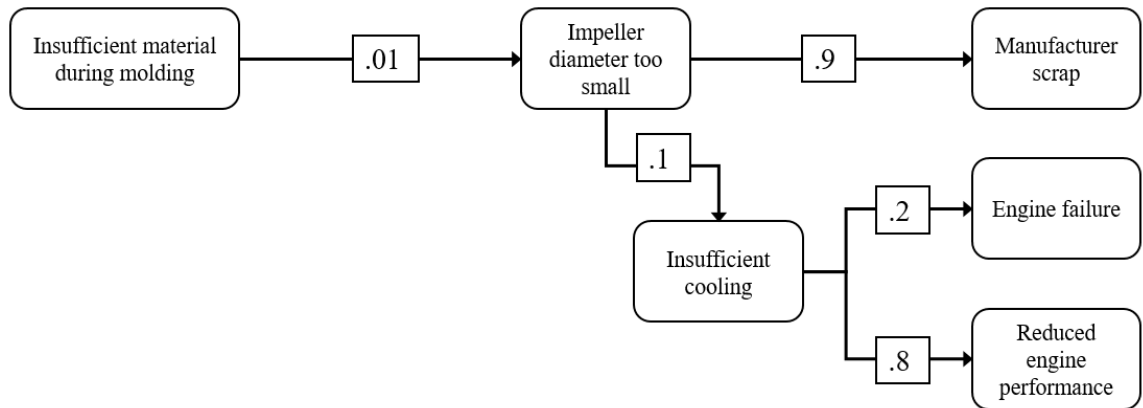 Insufficient material
during molding
.01
Impeller
diameter too
small
.9
Manufacturer
scrap
.1
Insufficient
cooling
.2
Engine failure
.8
Reduced
engine
performance